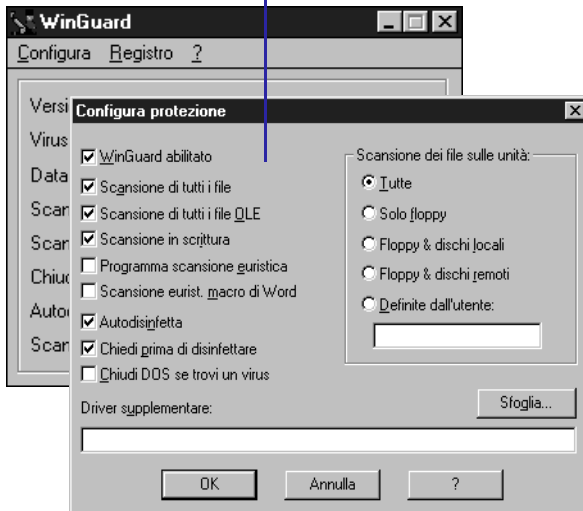 WinGuard
Configura Registro ?
Versi
Virus
Data
Scan
Scan
Chiud
Auto
Scan
Configura protezione
WinGuard abilitato
Scansione di tutti i file
Scansione di tutti i file OLE
Scansione in scrittura
Programma scansione euristica
Scansione eurist. macro di Word
Autodisinfetta
Chiedi prima di disinfettare
Chiudi DOS se trovi un virus
Scansione dei file sulle unità:
Tutte
Solo floppy
Floppy & dischi locali
Floppy & dischi remoti
Definite dall'utente:
Driver supplementare:
Sfoglia...
OK
Annulla
?